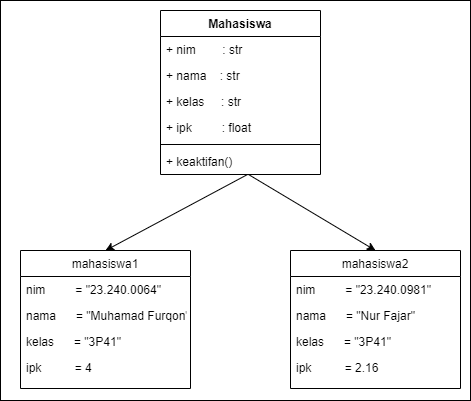 Mahasiswa
+ nim : str
+ nama : str
+ kelas : str
+ ipk : float
+ keaktifan()
mahasiswa1
nim = "23.240.0064"
nama = "Muhamad Furqon"
kelas = "3P41"
ipk = 4
mahasiswa2
nim = "23.240.0981"
nama = "Nur Fajar"
kelas = "3P41"
ipk = 2.16